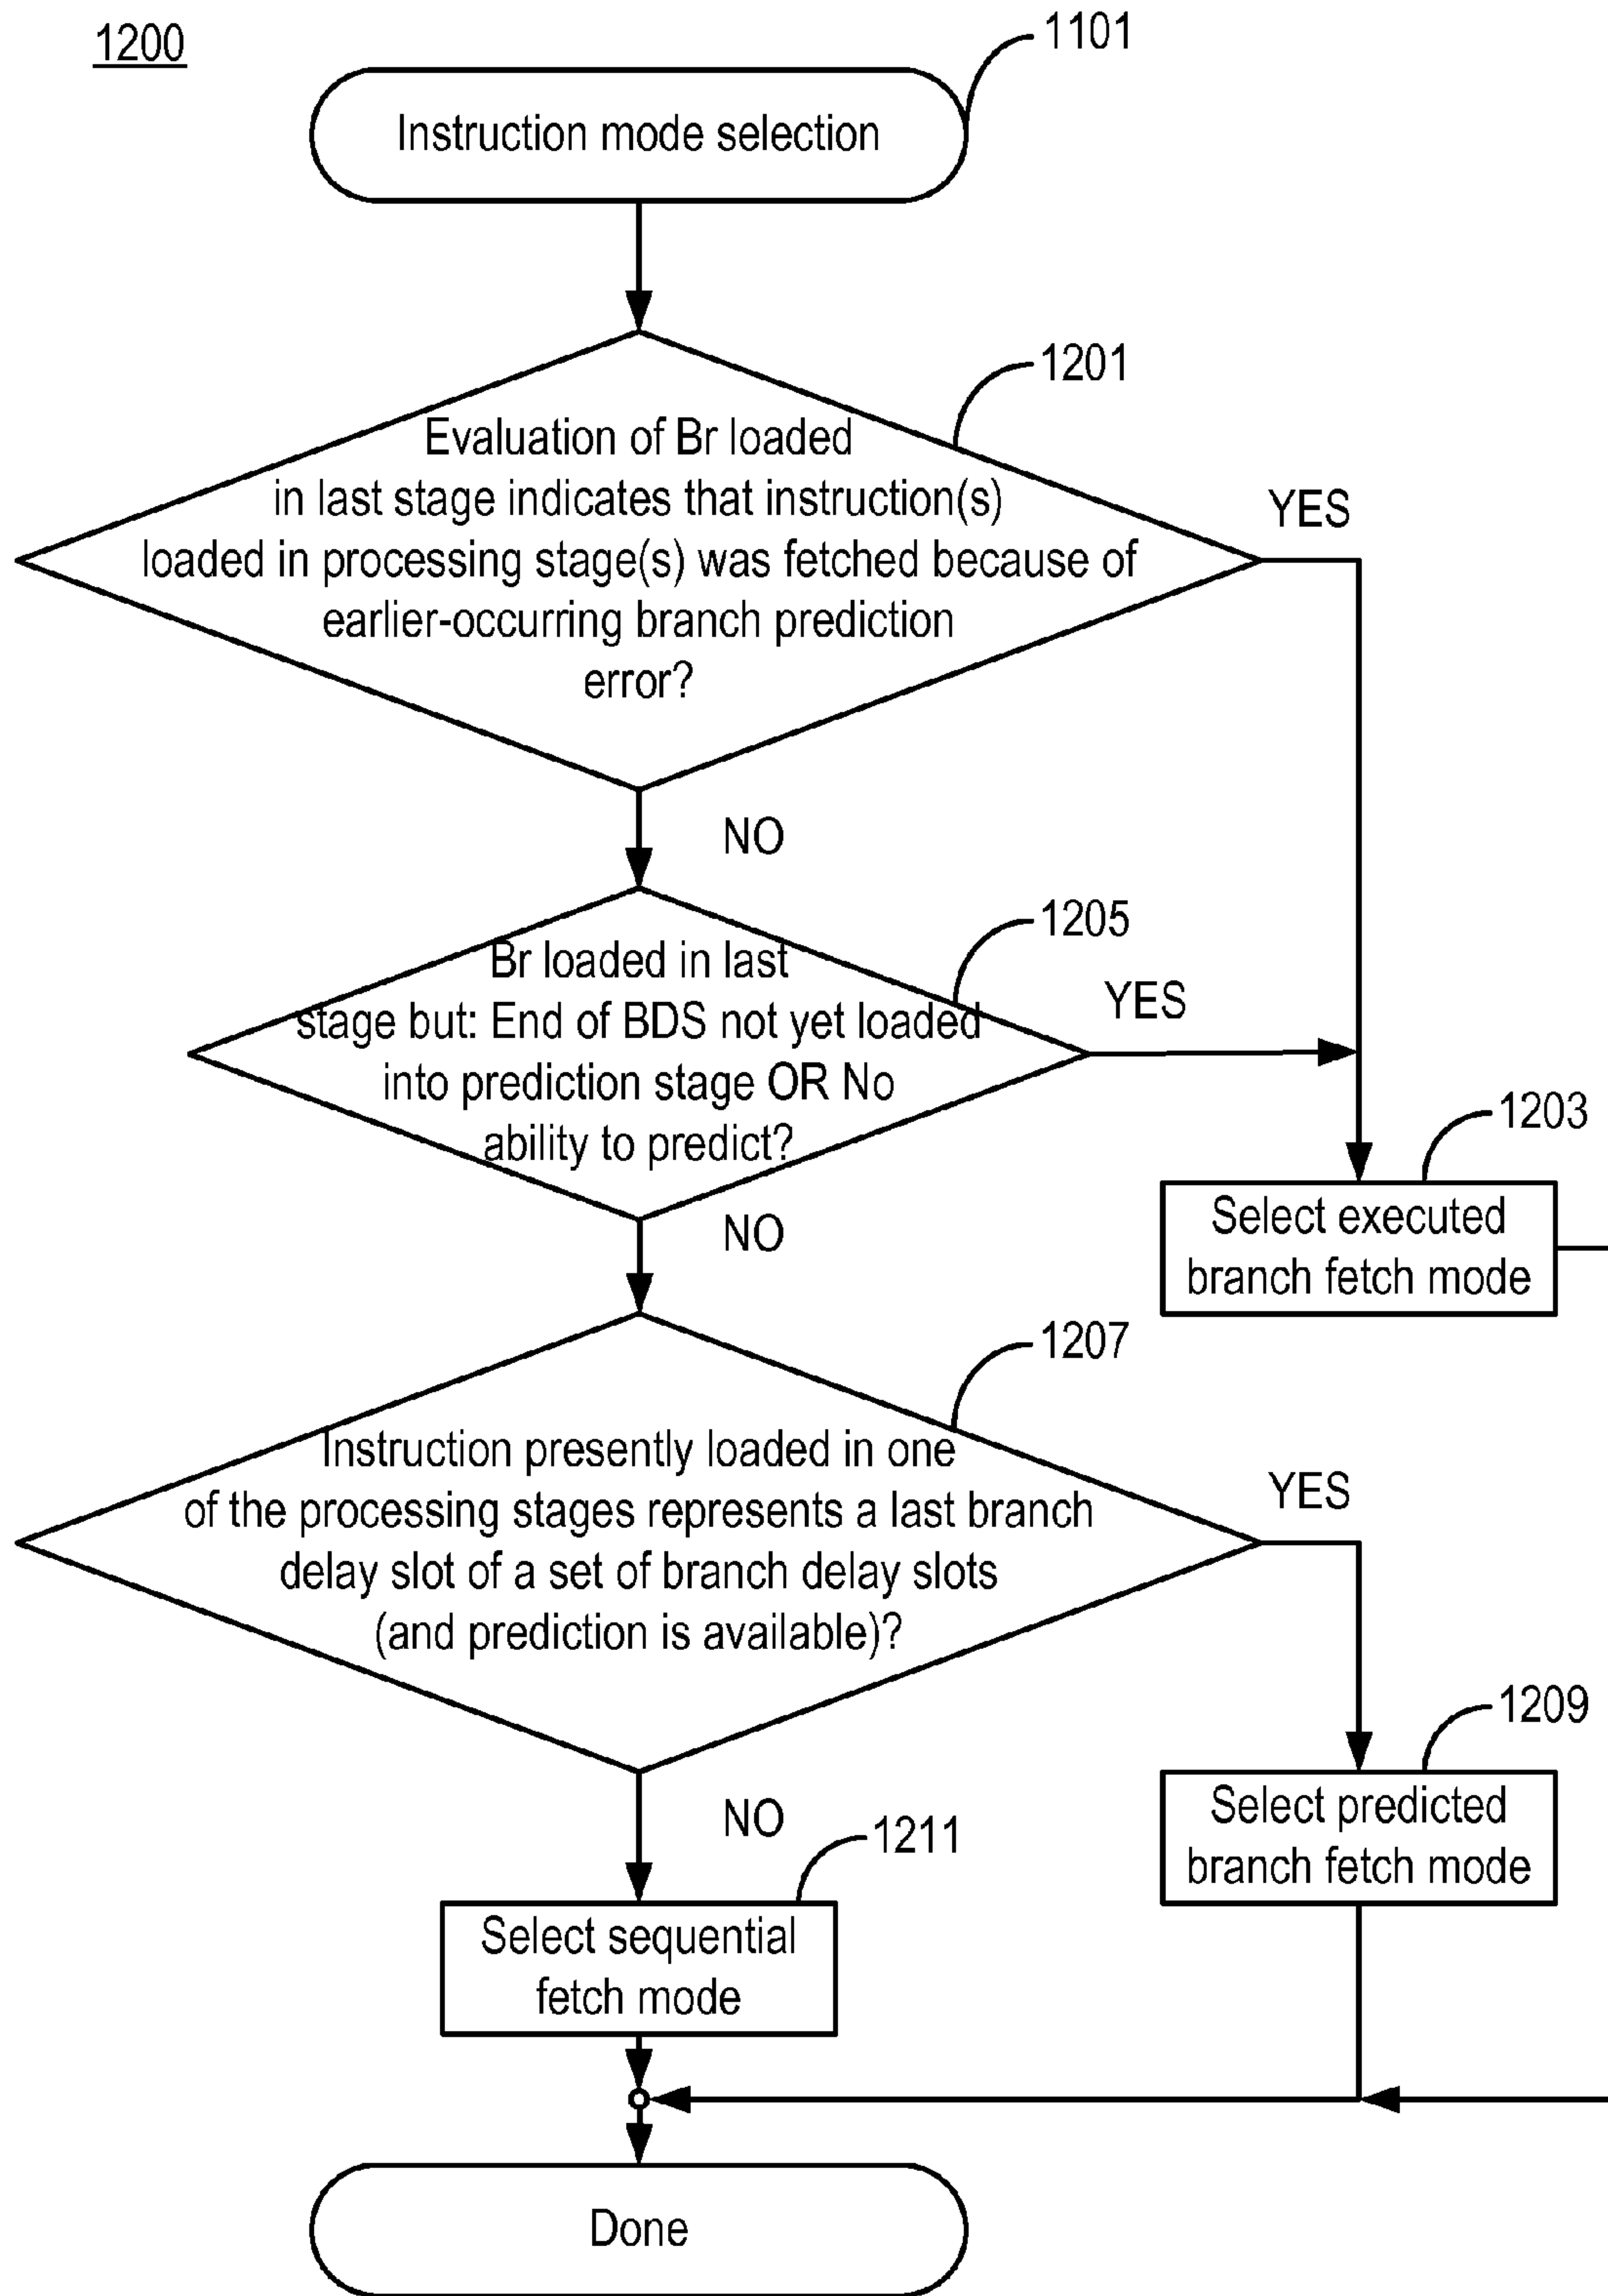 1200
1101
Instruction mode selection
1201
Evaluation of Br loaded
in last stage indicates that instruction(s)
loaded in processing stage(s) was fetched because of
earlier-occurring branch prediction
error?
YES
NO
1205
Br loaded in last
stage but: End of BDS not yet loaded
into prediction stage OR No
ability to predict?
YES
NO
1203
Select executed
branch fetch mode
1207
Instruction presently loaded in one
of the processing stages represents a last branch
delay slot of a set of branch delay slots
(and prediction is available)?
YES
NO
1209
Select predicted
branch fetch mode
1211
Select sequential
fetch mode
Done